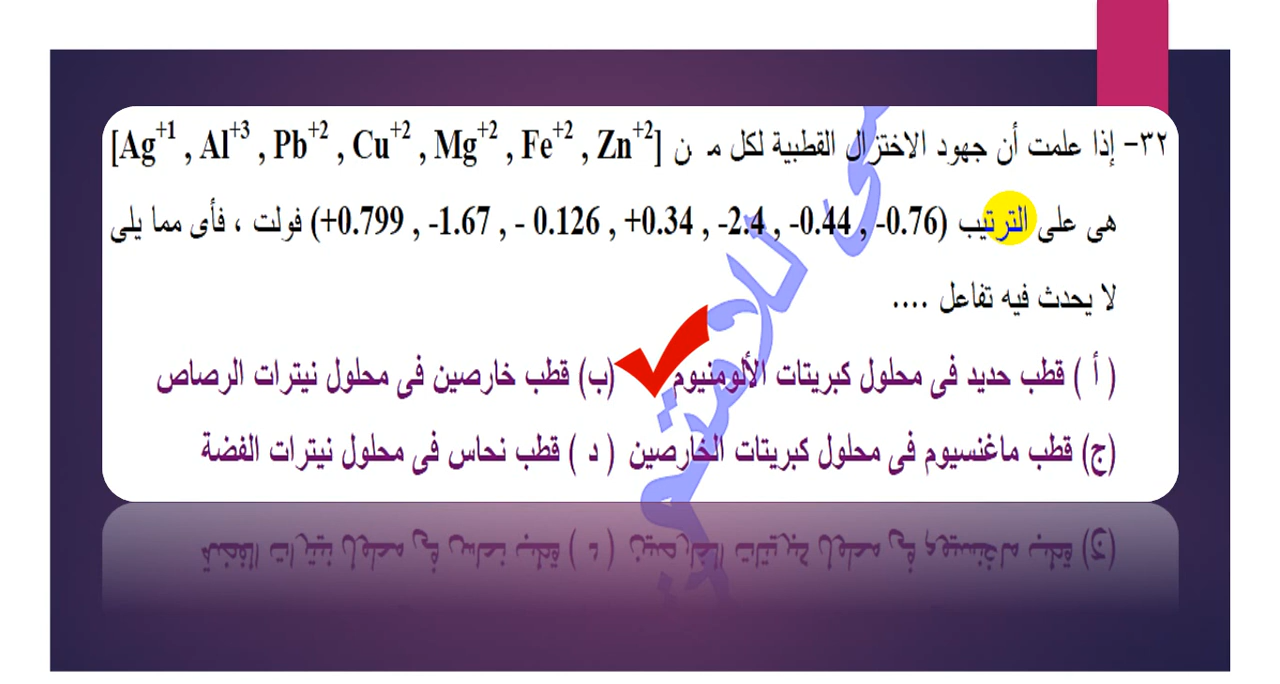 ٣٢- إذا علمت أن جهود الاختزال القطبية لكل م ن [Ag+1 , Al+3 , Pb+2 , Cu+2 , Mg+2 , Fe+2 , Zn+2]
هى على الترتيب (+0.799 , -1.67 , - 0.126 , +0.34 , -2.4 , -0.44 , -0.76) فولت ، فأى مما يلى
لا يحدث فيه تفاعل ....
( أ ) قطب حديد فى محلول كبريتات الألومنيوم (ب) قطب خارصين فى محلول نيترات الرصاص
(ج) قطب ماغنسيوم فى محلول كبريتات الخارصين ( د ) قطب نحاس فى محلول نيترات الفضة